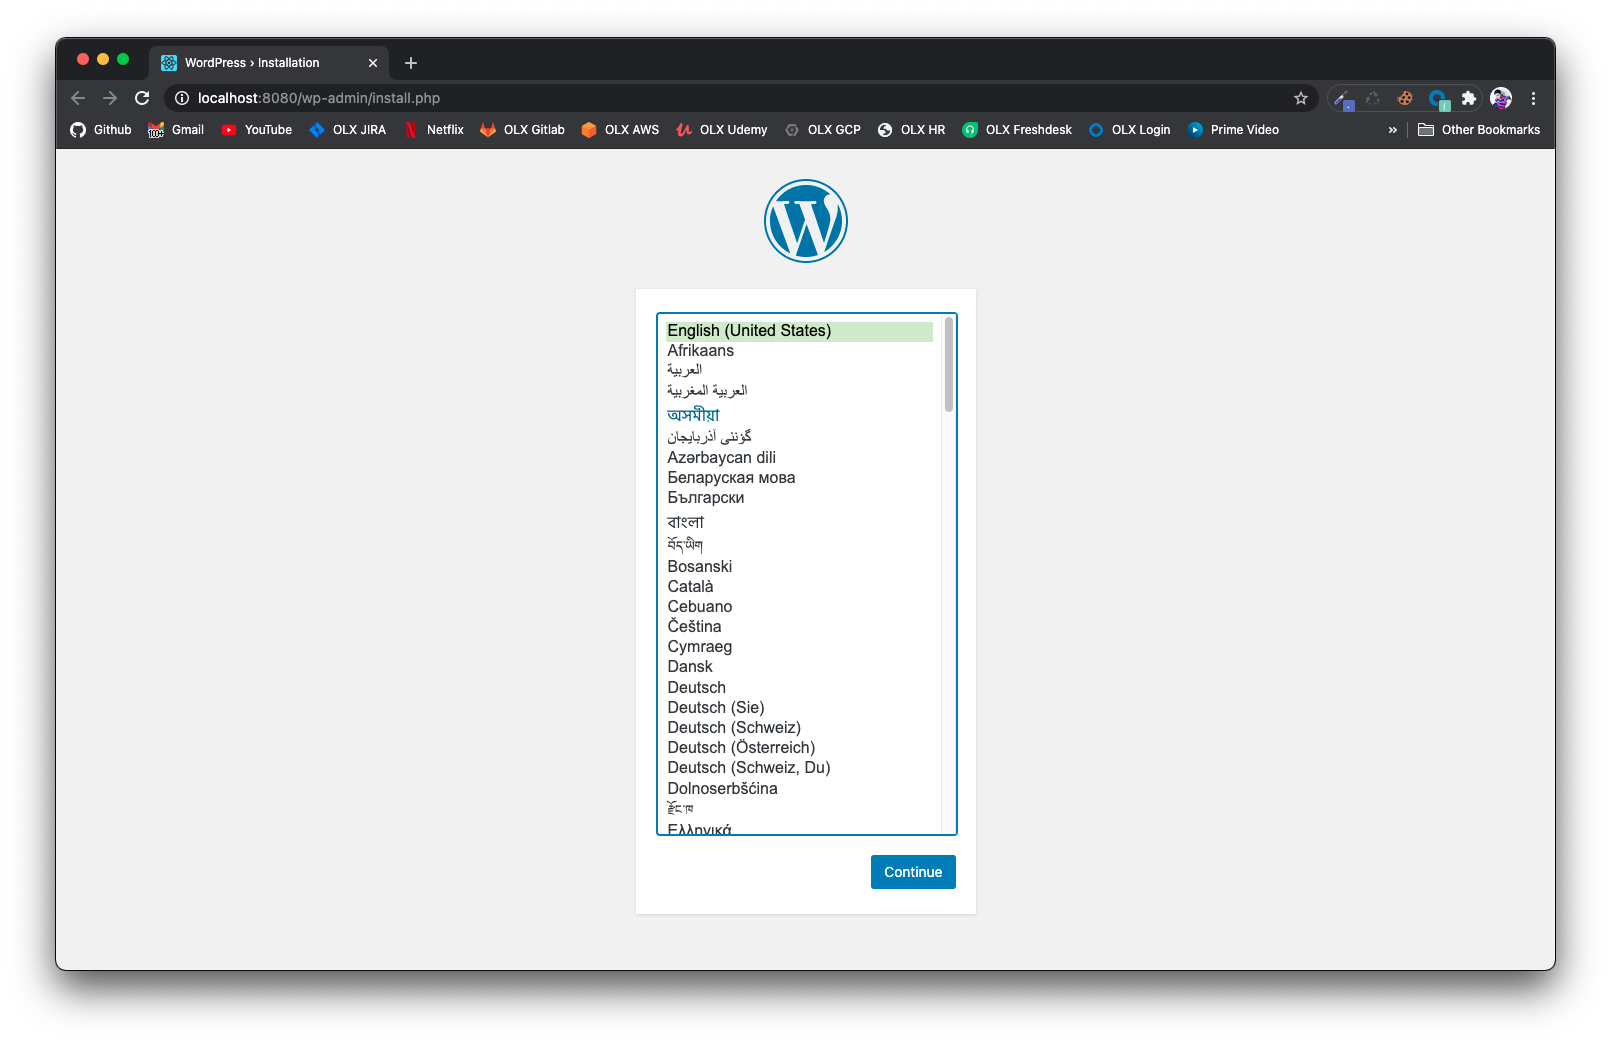 WordPress › Installation
localhost:8080/wp-admin/install.php
Github Gmail YouTube OLX JIRA Netflix OLX Gitlab OLX AWS OLX Udemy OLX GCP OLX HR OLX Freshdesk OLX Login Prime Video » Other Bookmarks
English (United States)
Afrikaans
العربية
العربية المغربية
অসমীয়া
گؤنئی آذربایجان
Azərbaycan dili
Беларуская мова
Български
বাংলা
བོད་ཡིག
Bosanski
Català
Cebuano
Čeština
Cymraeg
Dansk
Deutsch
Deutsch (Sie)
Deutsch (Schweiz)
Deutsch (Österreich)
Deutsch (Schweiz, Du)
Dolnoserbšćina
རྫོང་ཁ
Ελληνικά
Continue